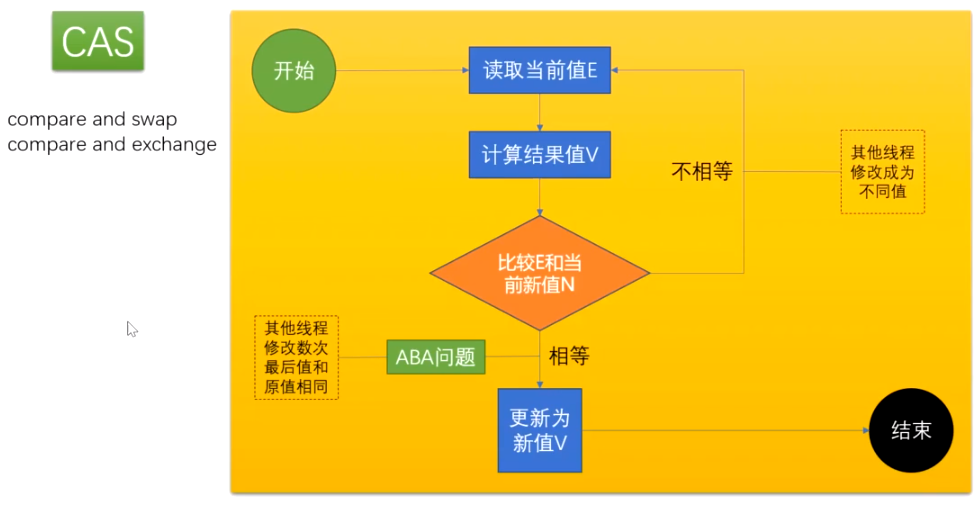 CAS
compare and swap
compare and exchange
开始
读取当前值E
计算结果值V
不相等
其他线程
修改成为
不同值
比较E和当
前新值N
其他线程
修改数次
最后值和
原值相同
ABA问题
相等
更新为
新值V
结束